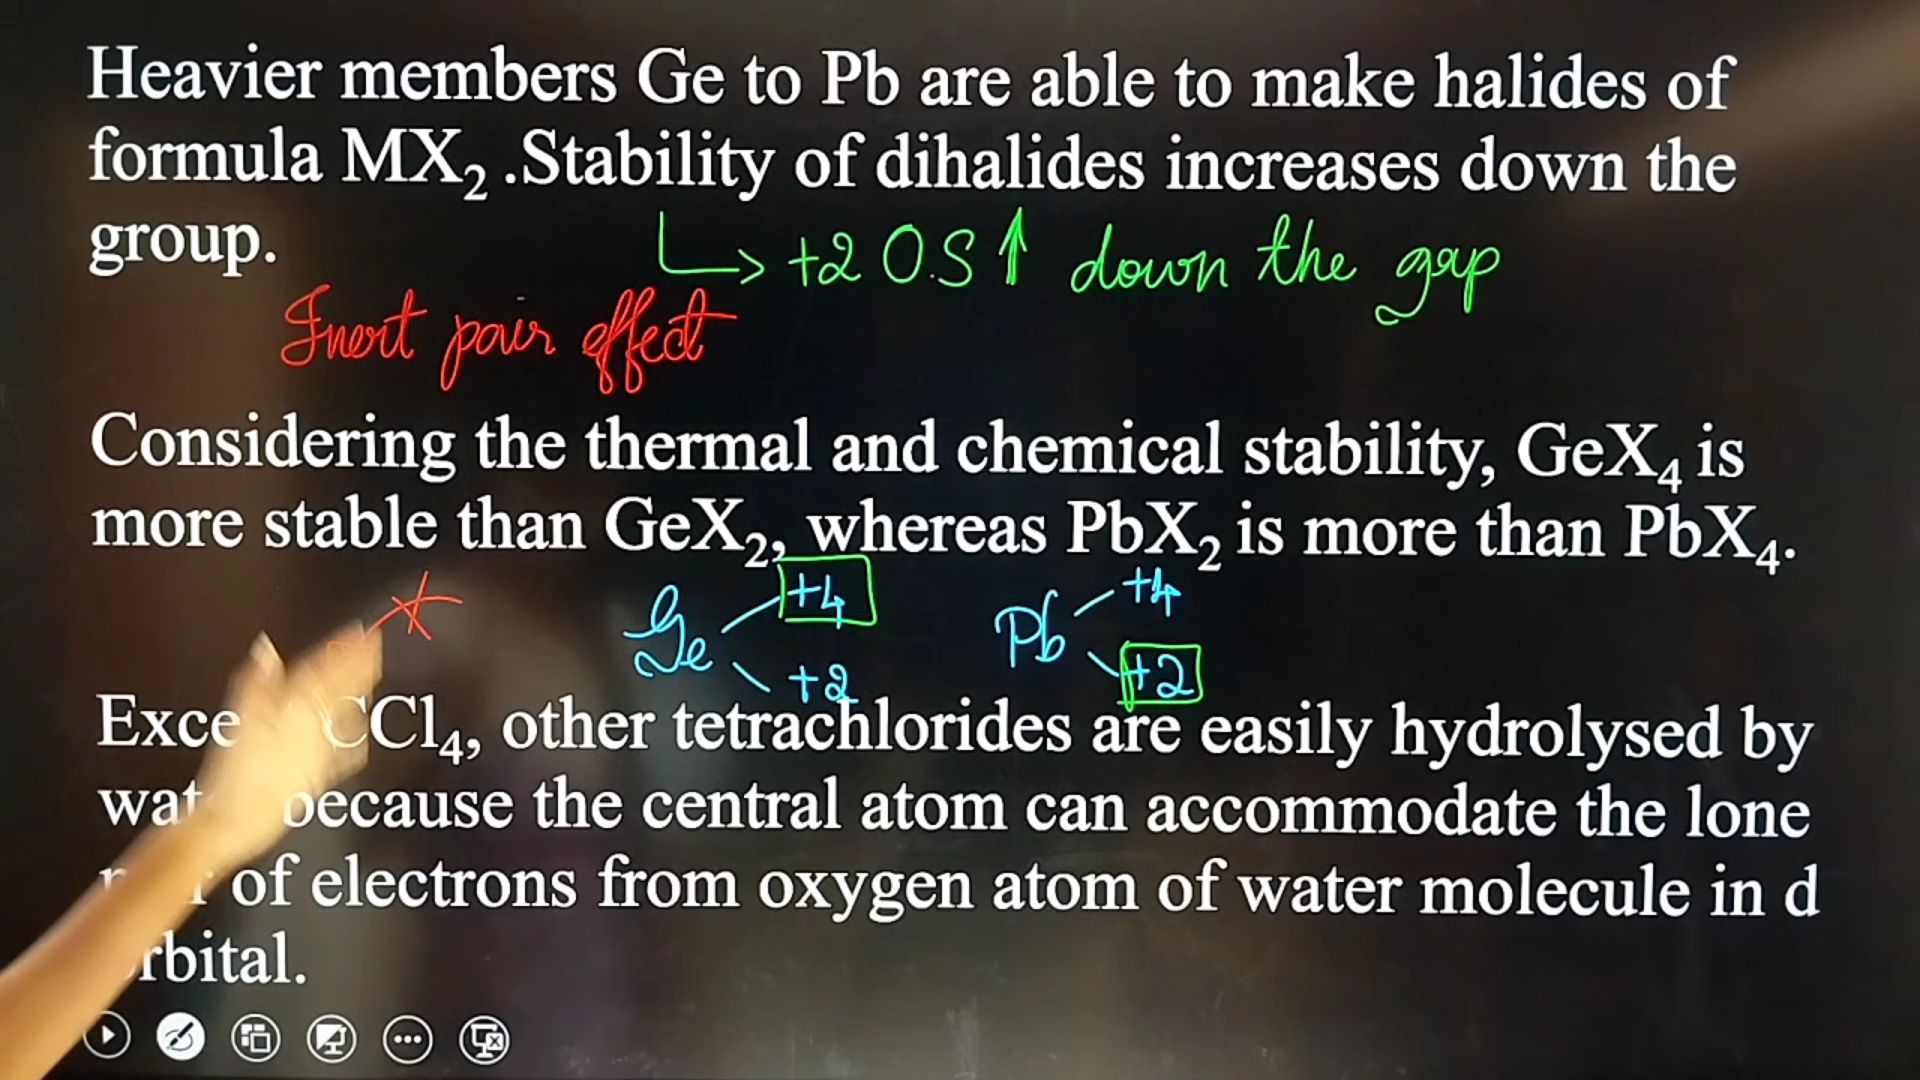 Heavier members Ge to Pb are able to make halides of
formula MX₂ .Stability of dihalides increases down the
group.
→ +2 O.S ↑ down the gap
Inert pair effect
Considering the thermal and chemical stability, GeX₄ is
more stable than GeX₂, whereas PbX₂ is more than PbX₄.
+4 +4
Ge Pb
+2 +2
CCl₄, other tetrachlorides are easily hydrolysed by
because the central atom can accommodate the lone
of electrons from oxygen atom of water molecule in d